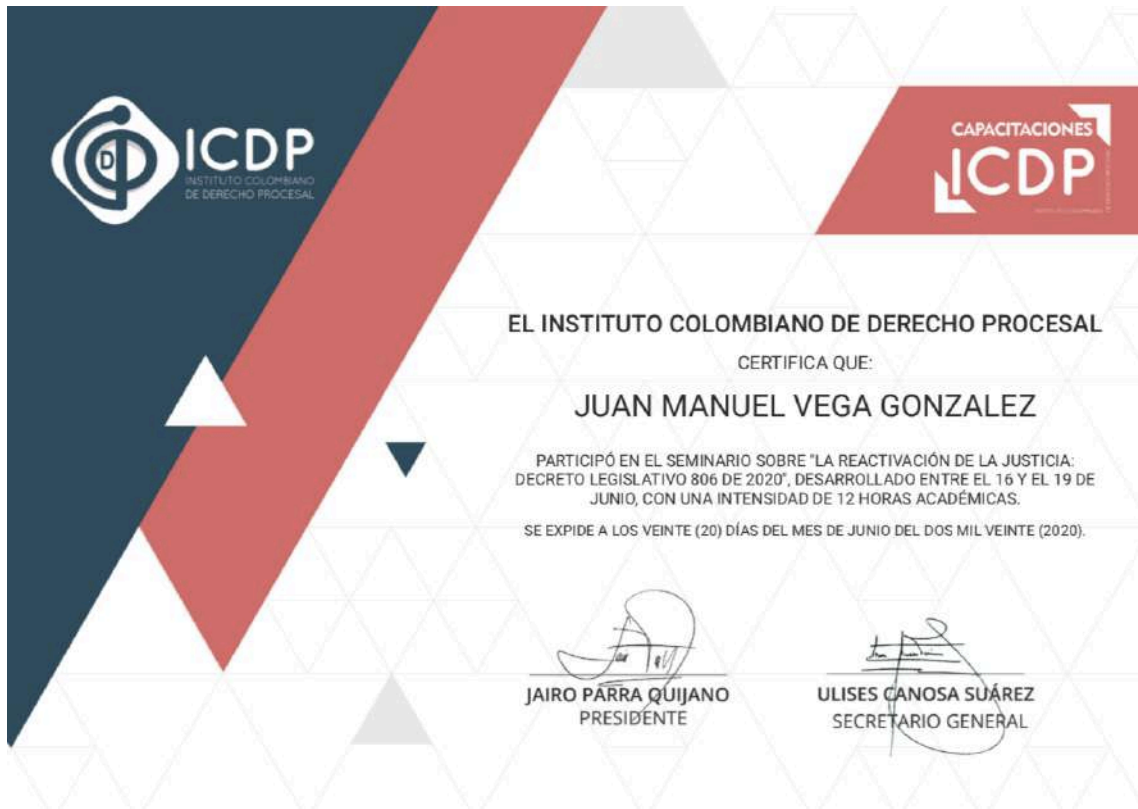 ICDP
INSTITUTO COLOMBIANO
DE DERECHO PROCESAL
CAPACITACIONES
ICDP
EL INSTITUTO COLOMBIANO DE DERECHO PROCESAL
CERTIFICA QUE:
JUAN MANUEL VEGA GONZALEZ
PARTICIPÓ EN EL SEMINARIO SOBRE "LA REACTIVACIÓN DE LA JUSTICIA:
DECRETO LEGISLATIVO 806 DE 2020", DESARROLLADO ENTRE EL 16 Y EL 19 DE
JUNIO, CON UNA INTENSIDAD DE 12 HORAS ACADÉMICAS.
SE EXPIDE A LOS VEINTE (20) DÍAS DEL MES DE JUNIO DEL DOS MIL VEINTE (2020).
JAIRO PARRA QUIJANO
PRESIDENTE
ULISES CANOSA SUÁREZ
SECRETARIO GENERAL